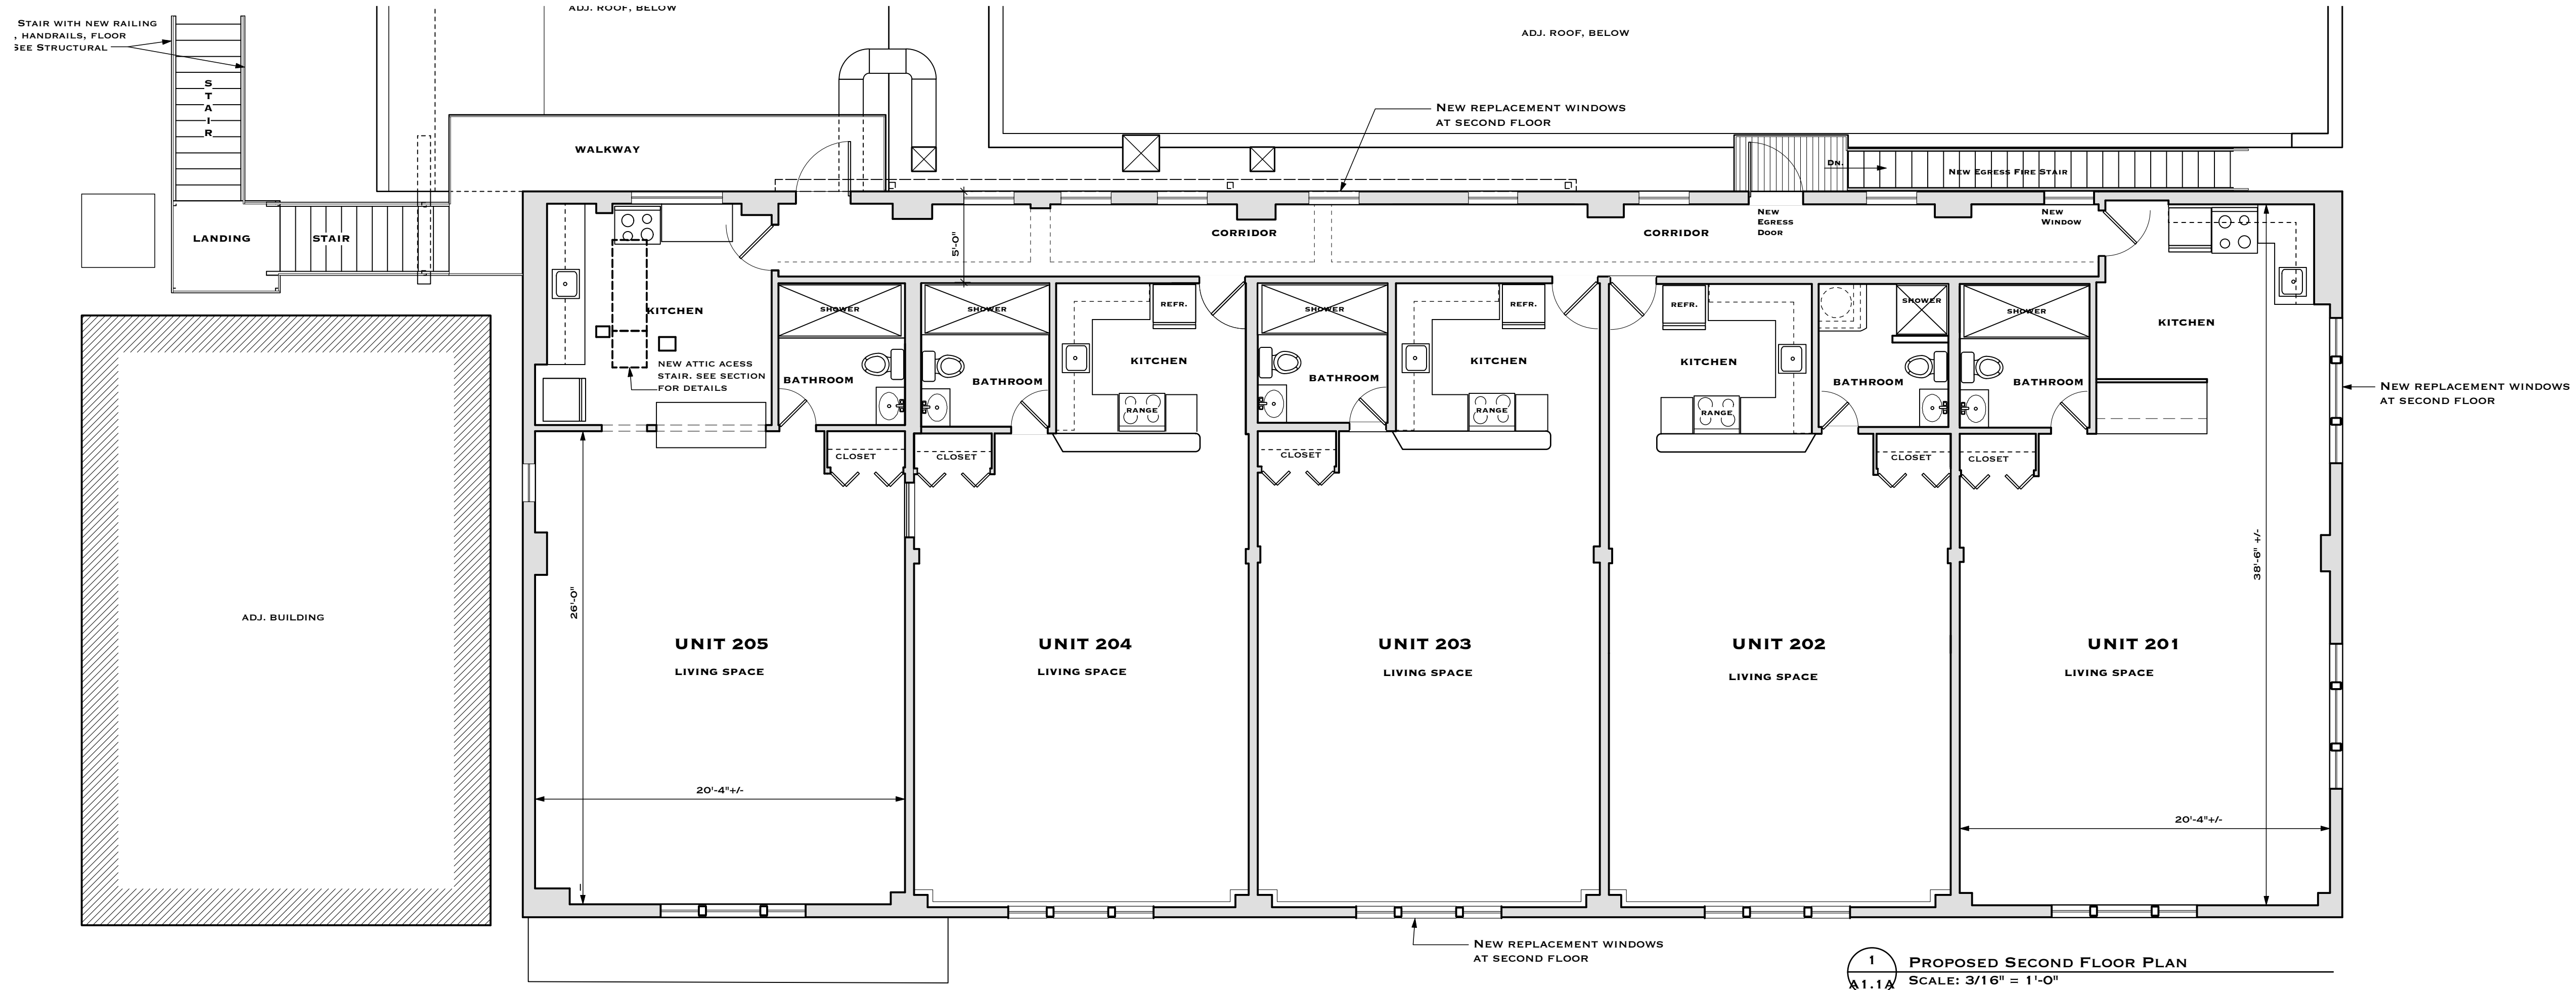 ADJ. ROOF, BELOW
STAIR WITH NEW RAILING
, HANDRAILS, FLOOR
SEE STRUCTURAL
ADJ. ROOF, BELOW
STAIR
NEW REPLACEMENT WINDOWS
AT SECOND FLOOR
WALKWAY
DN.
NEW EGRESS FIRE STAIR
LANDING
STAIR
5'-0"
CORRIDOR
CORRIDOR
NEW
EGRESS
DOOR
NEW
WINDOW
KITCHEN
SHOWER
SHOWER
REFR.
SHOWER
REFR.
REFR.
SHOWER
SHOWER
KITCHEN
NEW ATTIC ACESS
STAIR. SEE SECTION
FOR DETAILS
BATHROOM
BATHROOM
KITCHEN
BATHROOM
KITCHEN
KITCHEN
BATHROOM
BATHROOM
NEW REPLACEMENT WINDOWS
AT SECOND FLOOR
RANGE
RANGE
RANGE
CLOSET
CLOSET
CLOSET
CLOSET
CLOSET
26'-0"
38'-6" +/-
ADJ. BUILDING
UNIT 205
LIVING SPACE
UNIT 204
LIVING SPACE
UNIT 203
LIVING SPACE
UNIT 202
LIVING SPACE
UNIT 201
LIVING SPACE
20'-4"+/-
20'-4"+/-
NEW REPLACEMENT WINDOWS
AT SECOND FLOOR
1
A1.1A
PROPOSED SECOND FLOOR PLAN
SCALE: 3/16" = 1'-0"